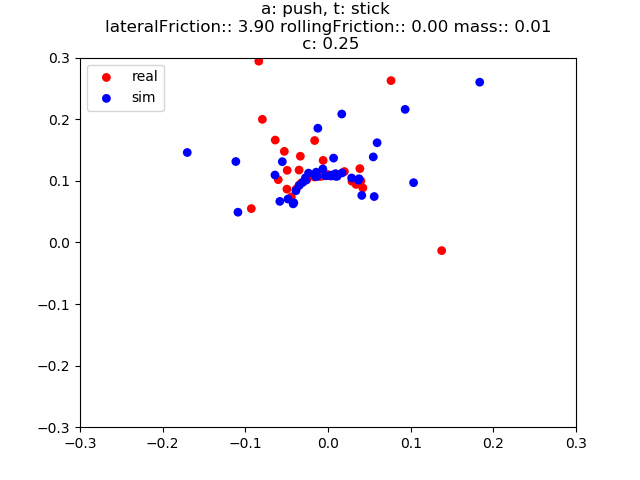 a: push, t: stick
lateralFriction:: 3.90 rollingFriction:: 0.00 mass:: 0.01
c: 0.25
real
sim
0.3
0.2
0.1
0.0
−0.1
−0.2
−0.3
−0.3
−0.2
−0.1
0.0
0.1
0.2
0.3